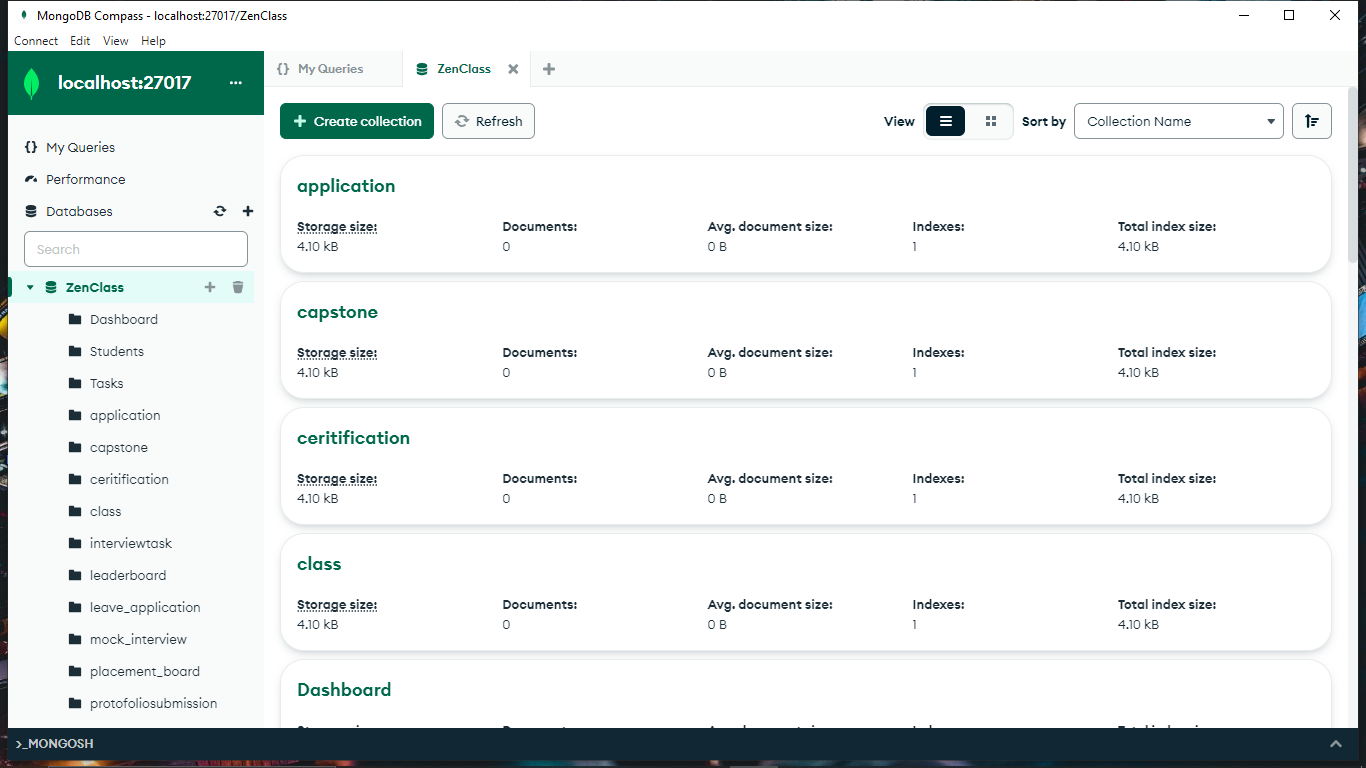 MongoDB Compass - localhost:27017/ZenClass
Connect Edit View Help
localhost:27017 ...
My Queries
Performance
Databases
Search
ZenClass
Dashboard
Students
Tasks
application
capstone
ceritification
class
interviewtask
leaderboard
leave_application
mock_interview
placement_board
protofoliosubmission
{} My Queries ZenClass
Create collection Refresh View Sort by Collection Name
application
Storage size: Documents: Avg. document size: Indexes: Total index size:
4.10 kB 0 0 B 1 4.10 kB
capstone
Storage size: Documents: Avg. document size: Indexes: Total index size:
4.10 kB 0 0 B 1 4.10 kB
ceritification
Storage size: Documents: Avg. document size: Indexes: Total index size:
4.10 kB 0 0 B 1 4.10 kB
class
Storage size: Documents: Avg. document size: Indexes: Total index size:
4.10 kB 0 0 B 1 4.10 kB
Dashboard
>_MONGOSH